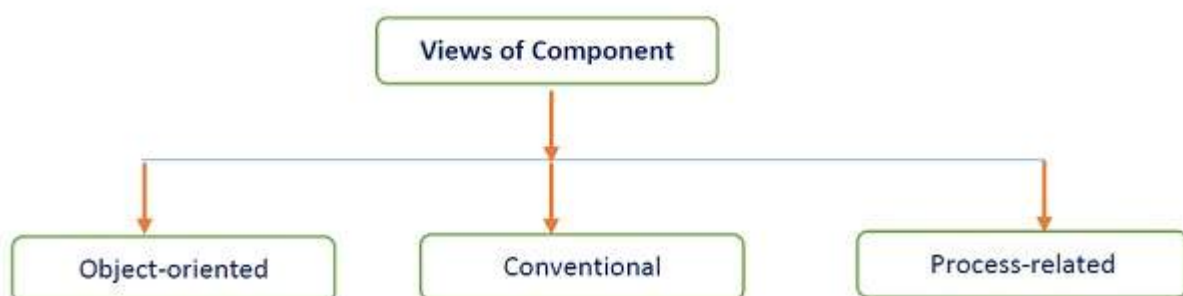 Views of Component
Object-oriented
Conventional
Process-related